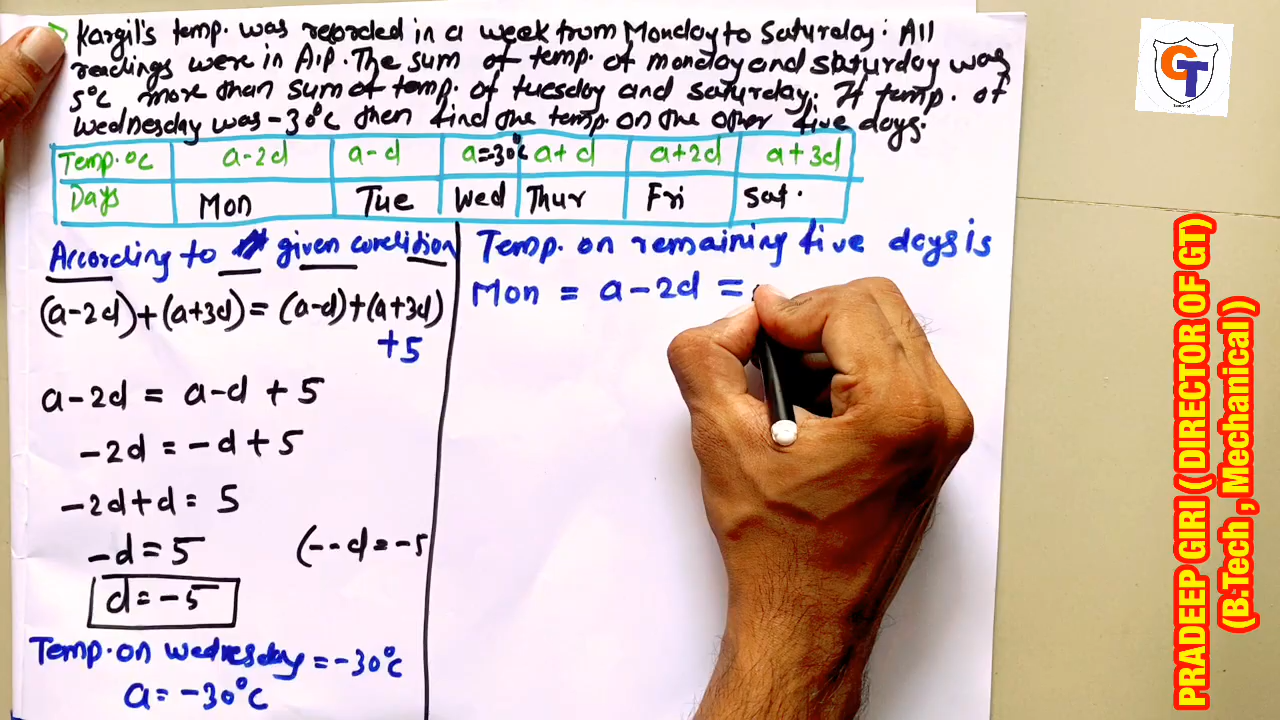 Kargil's temp. was recorded in a week from Monday to Saturday. All
readings were in A.P. The sum of temp. of monday and saturday was
5°C more than sum of temp. of tuesday and saturday. If temp. of
wednesday was -30°C then find the temp. on the other five days.
Temp. °C a-2d a-d a=-30°C a+d a+2d a+3d
Days Mon Tue Wed Thur Fri Sat.
According to given condition
(a-2d)+(a+3d) = (a-d)+(a+3d)
+5
a-2d = a-d + 5
-2d = -d + 5
-2d+d = 5
-d = 5 (--d = -5
d = -5
Temp. on wednesday = -30°C
a = -30°C
Temp. on remaining five days is
Mon = a-2d =
GT
PRADEEP GIRI ( DIRECTOR OF GT)
(B.Tech , Mechanical )